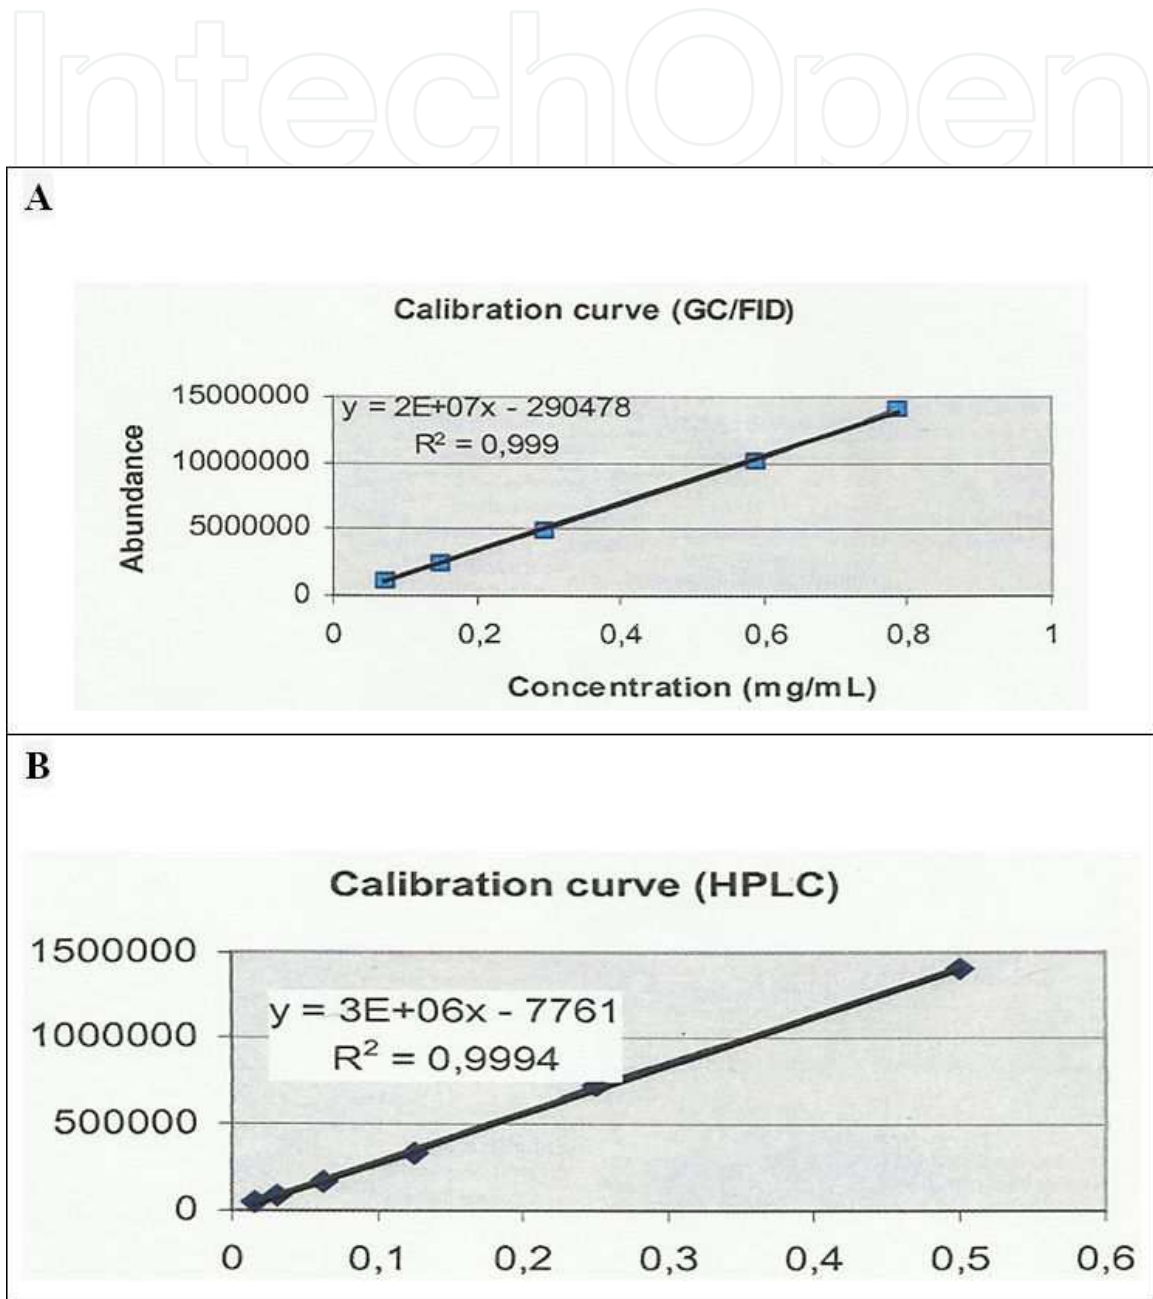 IntechOpen
A
Calibration curve (GC/FID)
15000000
y = 2E+07x - 290478
R² = 0,999
10000000
5000000
0
Abundance
0 0,2 0,4 0,6 0,8 1
Concentration (mg/mL)
B
Calibration curve (HPLC)
1500000
y = 3E+06x - 7761
1000000
R² = 0,9994
500000
0
0 0,1 0,2 0,3 0,4 0,5 0,6